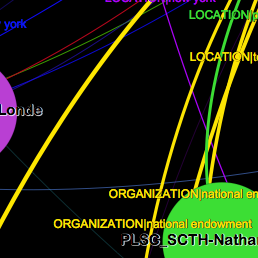 LOCATION|new york
LOCATION|
york
LOCATION|
Londe
ORGANIZATION|national en
ORGANIZATION|national endowment
PLSC_SCTH-Nathan